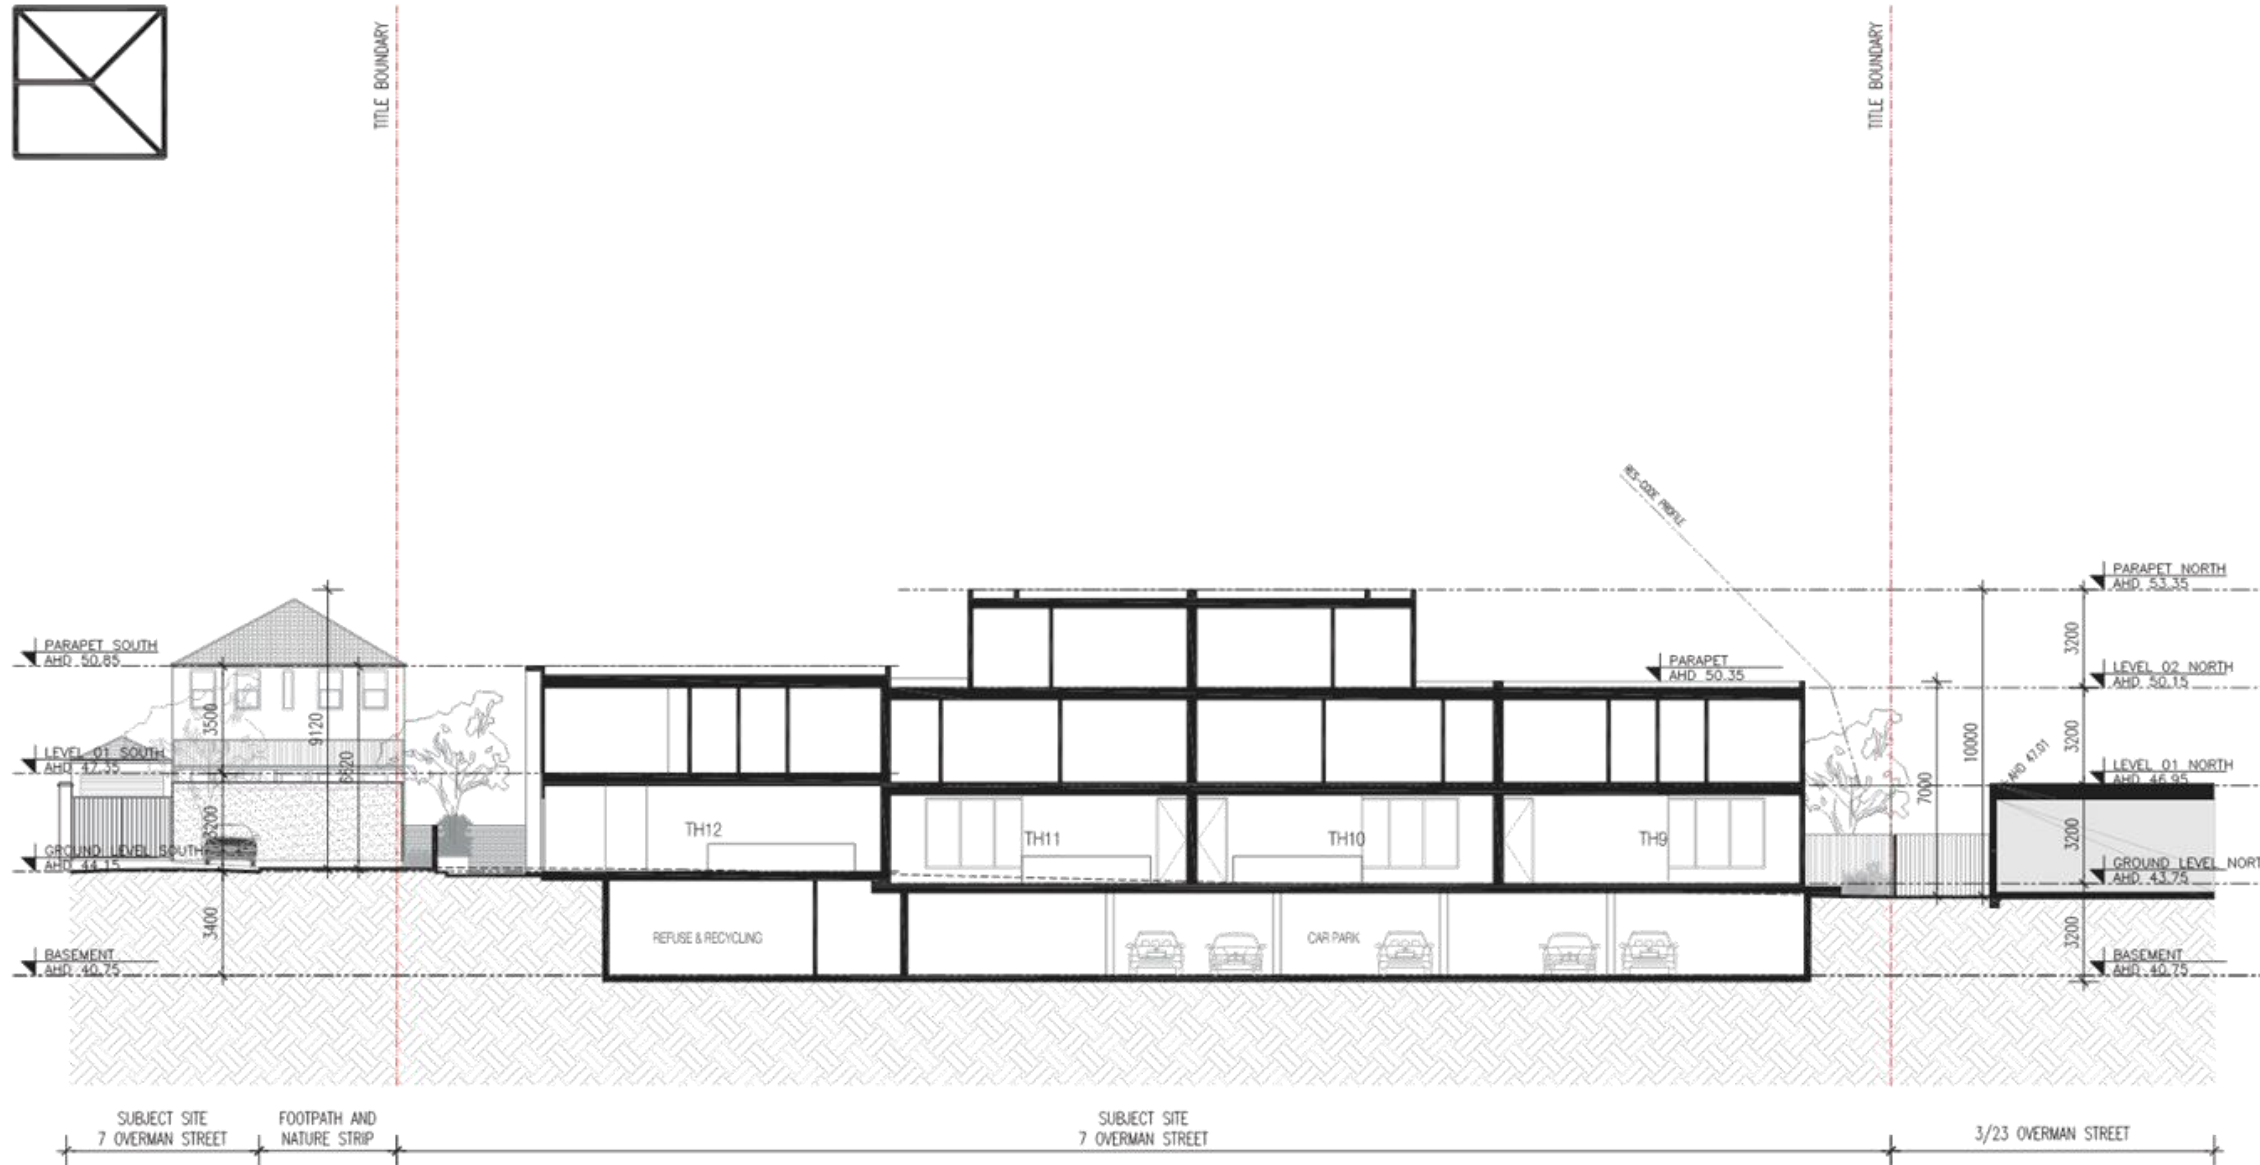 TITLE BOUNDARY
TITLE BOUNDARY
RES-CODE PROFILE
PARAPET NORTH
AHD 53.35
PARAPET SOUTH
AHD 50.85
PARAPET
AHD 50.35
LEVEL 02 NORTH
AHD 50.15
3200
3500
9120
6620
10000
7000
3200
AHD 47.01
LEVEL 01 SOUTH
AHD 47.35
LEVEL 01 NORTH
AHD 46.95
3200
3200
TH12
TH11
TH10
TH9
GROUND LEVEL SOUTH
AHD 44.15
GROUND LEVEL NORT
AHD 43.75
3400
3200
REFUSE & RECYCLING
CAR PARK
BASEMENT
AHD 40.75
BASEMENT
AHD 40.75
SUBJECT SITE
7 OVERMAN STREET
FOOTPATH AND
NATURE STRIP
SUBJECT SITE
7 OVERMAN STREET
3/23 OVERMAN STREET